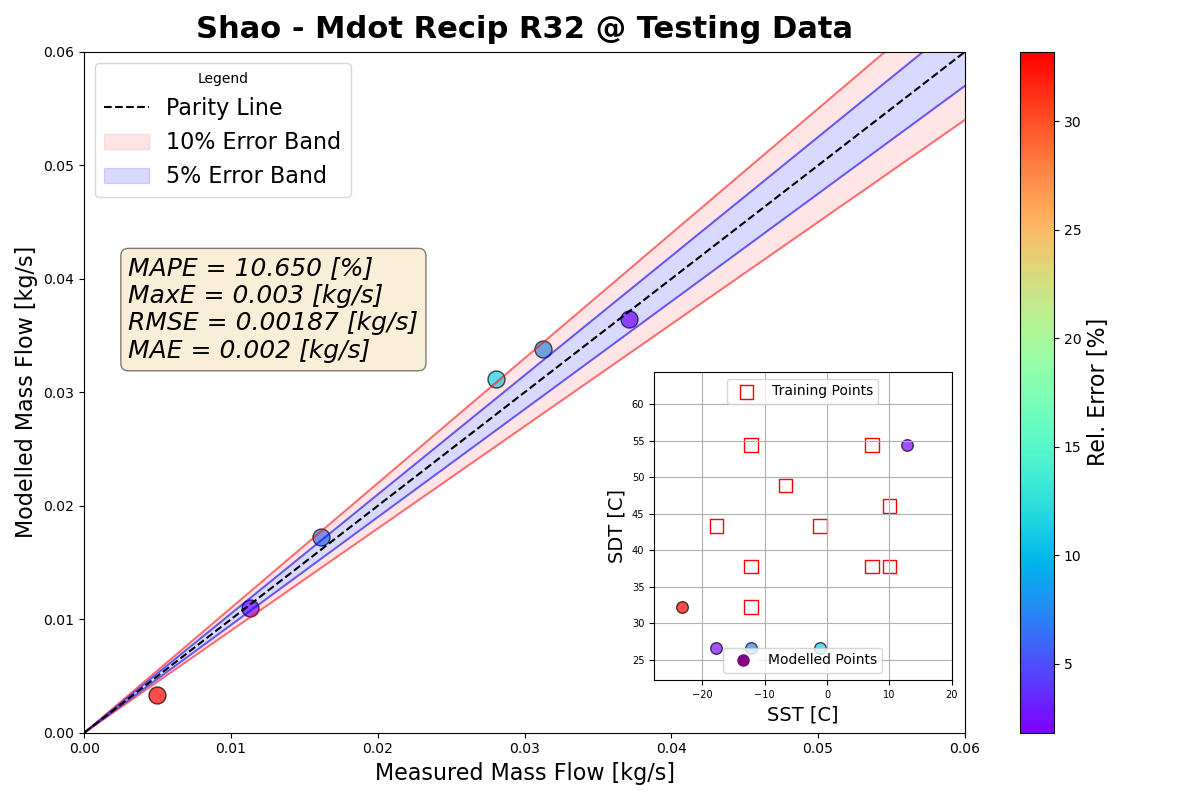 Shao - Mdot Recip R32 @ Testing Data
Legend
Parity Line
10% Error Band
5% Error Band
MAPE = 10.650 [%]
MaxE = 0.003 [kg/s]
RMSE = 0.00187 [kg/s]
MAE = 0.002 [kg/s]
Modelled Mass Flow [kg/s]
0.06
0.05
0.04
0.03
0.02
0.01
0.00
0.00 0.01 0.02 0.03 0.04 0.05 0.06
Measured Mass Flow [kg/s]
Training Points
Modelled Points
SDT [C]
60
55
50
45
40
35
30
25
−20 −10 0 10 20
SST [C]
30
25
20
15
10
5
Rel. Error [%]